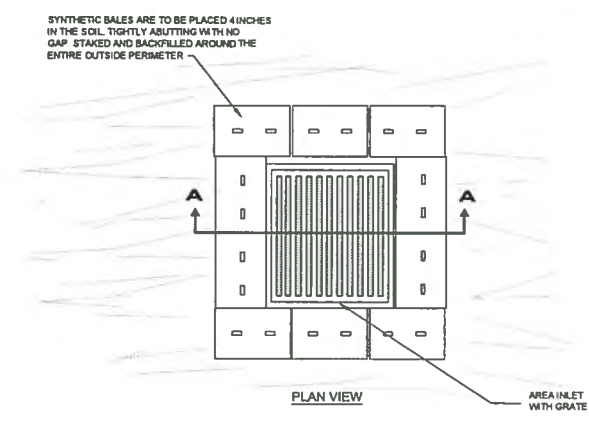 SYNTHETIC BALES ARE TO BE PLACED 4 INCHES
IN THE SOIL, TIGHTLY ABUTTING WITH NO
GAP STAKED AND BACKFILLED AROUND THE
ENTIRE OUTSIDE PERIMETER
A A
PLAN VIEW
AREA INLET
WITH GRATE